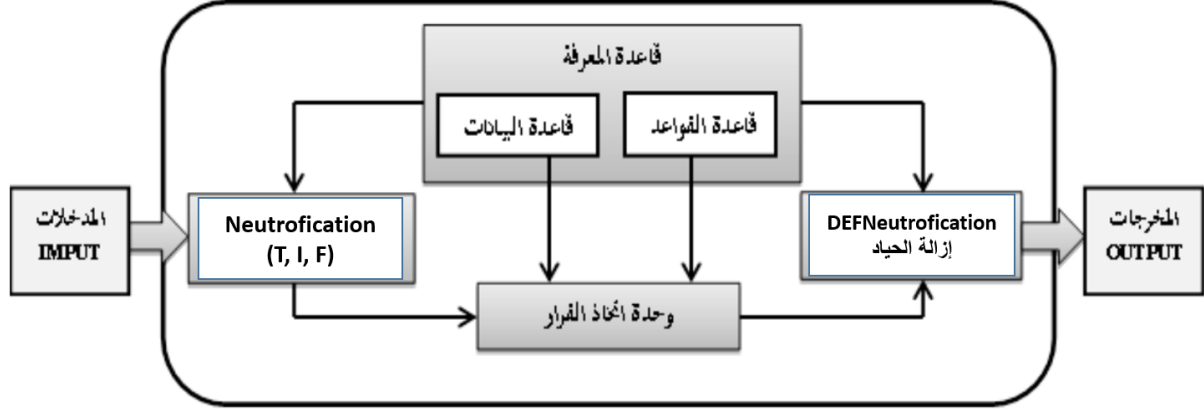 قاعدة المعرفة
قاعدة البيانات
قاعدة القواعد
المدخلات
IMPUT
Neutrofication
(T, I, F)
DEFNeutrofication
إزالة الحياد
المخرجات
OUTPUT
وحدة اتخاذ القرار